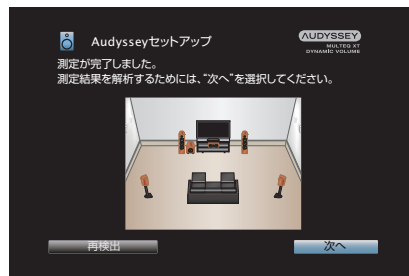 Audysseyセットアップ
AUDYSSEY
MULTEQ XT
DYNAMIC VOLUME
測定が完了しました。
測定結果を解析するためには、“次へ”を選択してください。
再検出
次へ